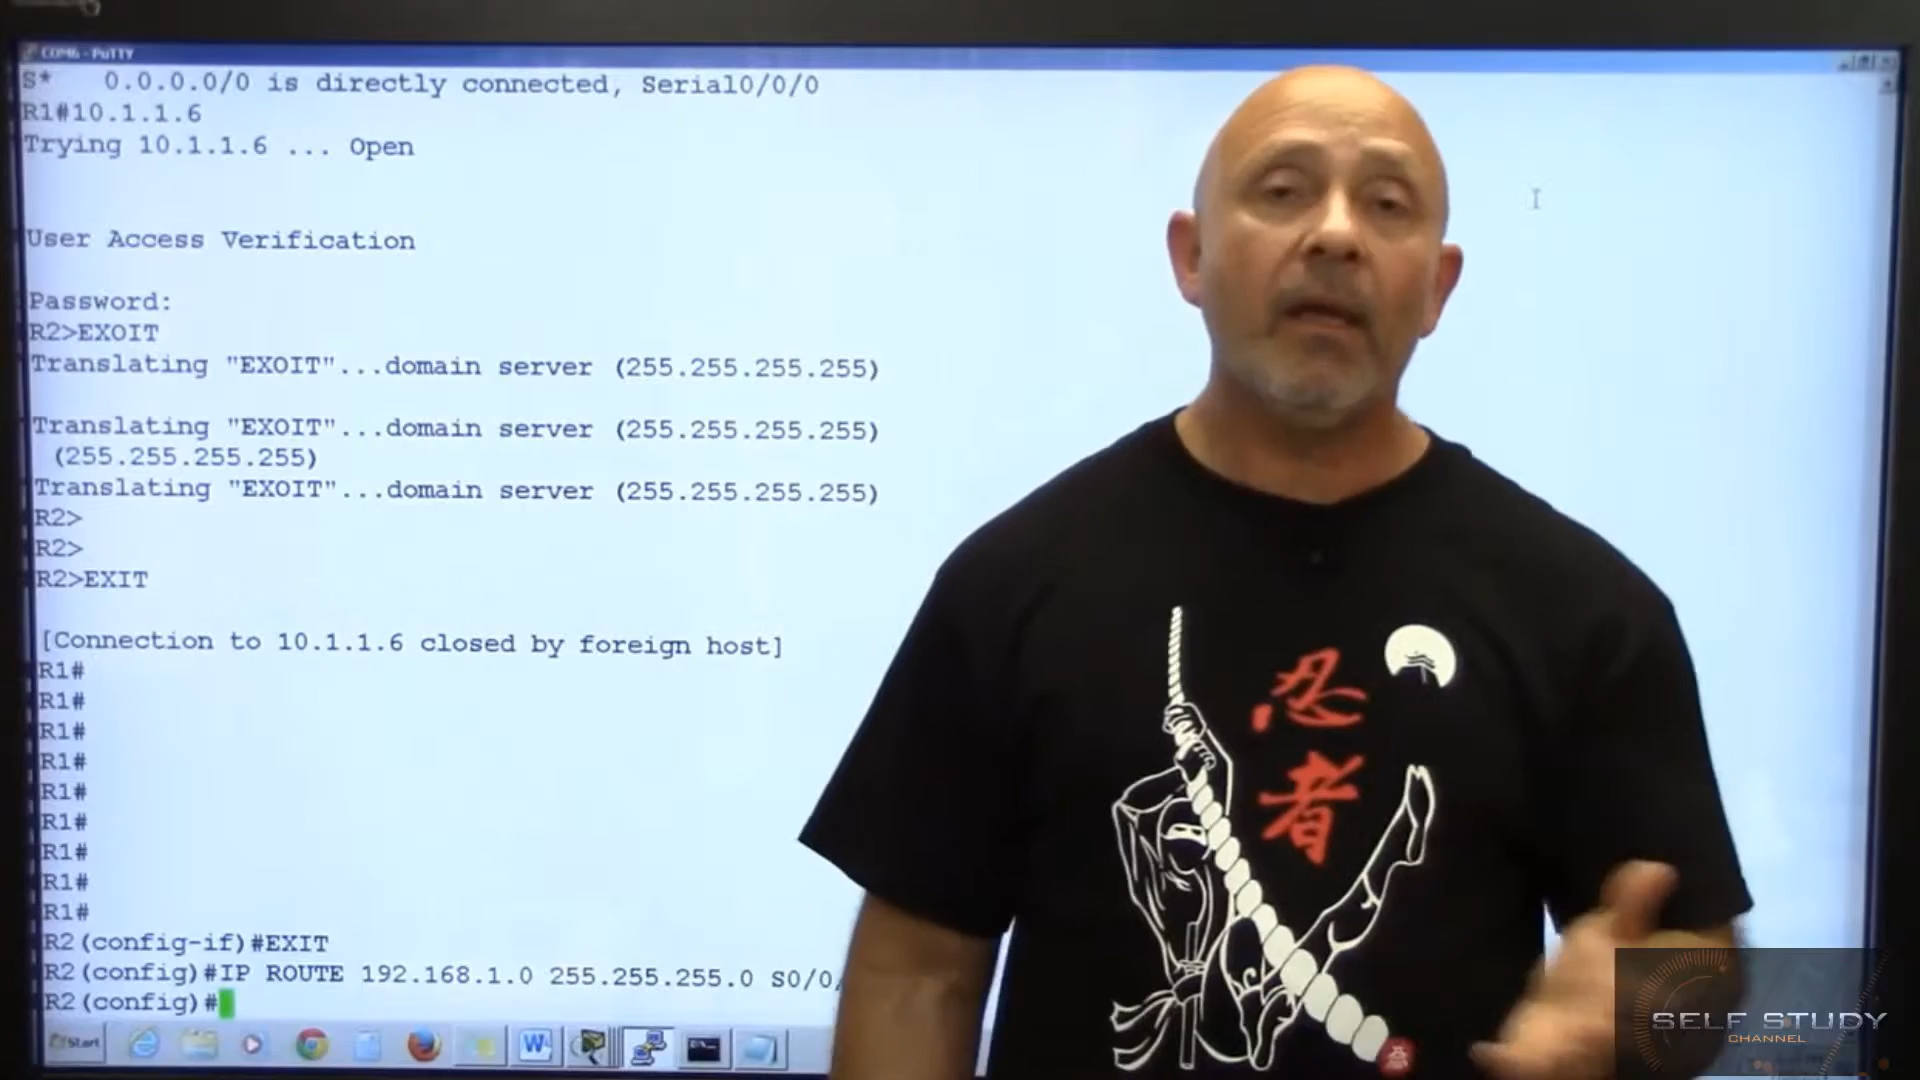 COM6 - PuTTY
S*   0.0.0.0/0 is directly connected, Serial0/0/0
R1#10.1.1.6
Trying 10.1.1.6 ... Open
User Access Verification
Password:
R2>EXOIT
Translating "EXOIT"...domain server (255.255.255.255)
Translating "EXOIT"...domain server (255.255.255.255)
(255.255.255.255)
Translating "EXOIT"...domain server (255.255.255.255)
R2>
R2>
R2>EXIT
[Connection to 10.1.1.6 closed by foreign host]
R1#
R1#
R1#
R1#
R1#
R1#
R1#
R1#
R1#
R2(config-if)#EXIT
R2(config)#IP ROUTE 192.168.1.0 255.255.255.0 S0/0/
R2(config)#
Start
忍
者
SELF STUDY
CHANNEL